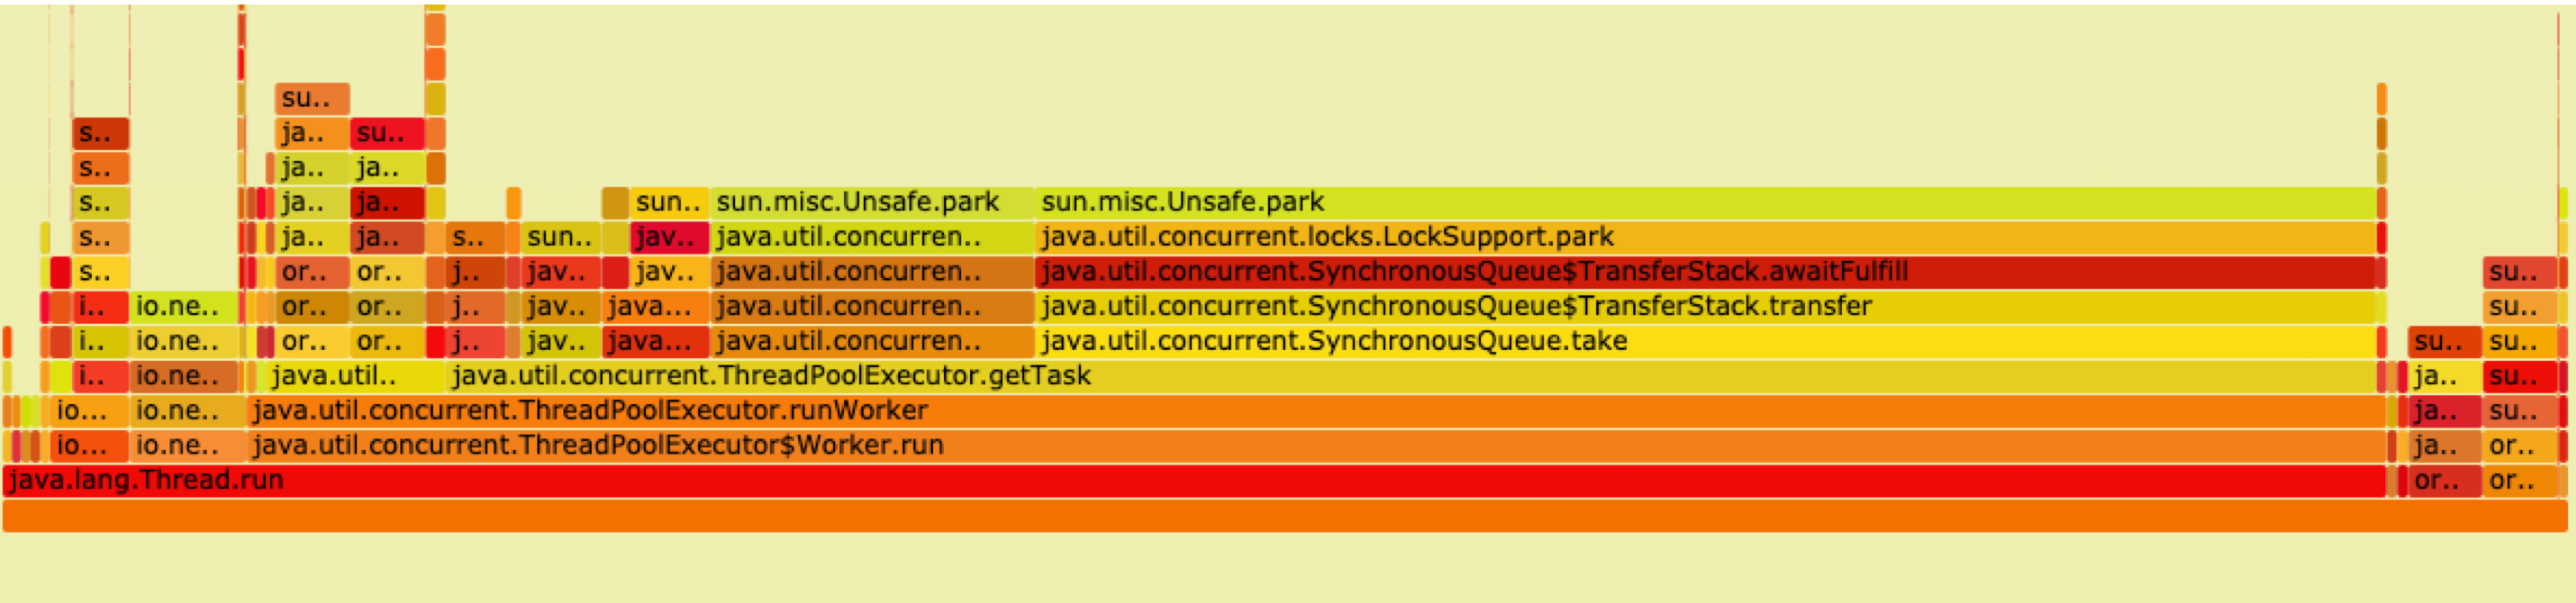 su..
s.. ja.. su..
s.. ja.. ja..
s.. ja.. ja.. sun.. sun.misc.Unsafe.park sun.misc.Unsafe.park
s.. ja.. ja.. s.. sun.. jav.. java.util.concurren.. java.util.concurrent.locks.LockSupport.park
s.. or.. or.. j.. jav.. jav.. java.util.concurren.. java.util.concurrent.SynchronousQueue$TransferStack.awaitFulfill su..
i.. io.ne.. or.. or.. j.. jav.. java... java.util.concurren.. java.util.concurrent.SynchronousQueue$TransferStack.transfer su..
i.. io.ne.. or.. or.. j.. jav.. java... java.util.concurren.. java.util.concurrent.SynchronousQueue.take su.. su..
i.. io.ne.. java.util.. java.util.concurrent.ThreadPoolExecutor.getTask ja.. su..
io... io.ne.. java.util.concurrent.ThreadPoolExecutor.runWorker ja.. su..
io... io.ne.. java.util.concurrent.ThreadPoolExecutor$Worker.run ja.. or..
java.lang.Thread.run or.. or..